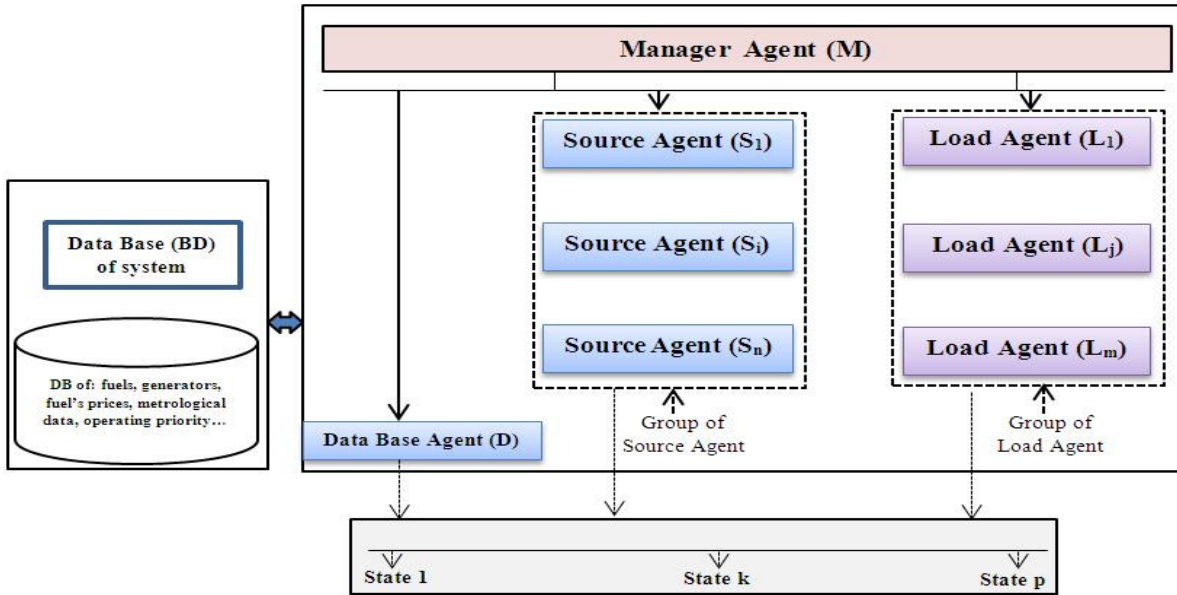 Manager Agent (M)
Source Agent (S₁)
Source Agent (Sᵢ)
Source Agent (Sₙ)
Group of
Source Agent
Load Agent (L₁)
Load Agent (Lⱼ)
Load Agent (Lₘ)
Group of
Load Agent
Data Base (BD)
of system
DB of: fuels, generators,
fuel's prices, metrological
data, operating priority...
Data Base Agent (D)
State 1
State k
State p